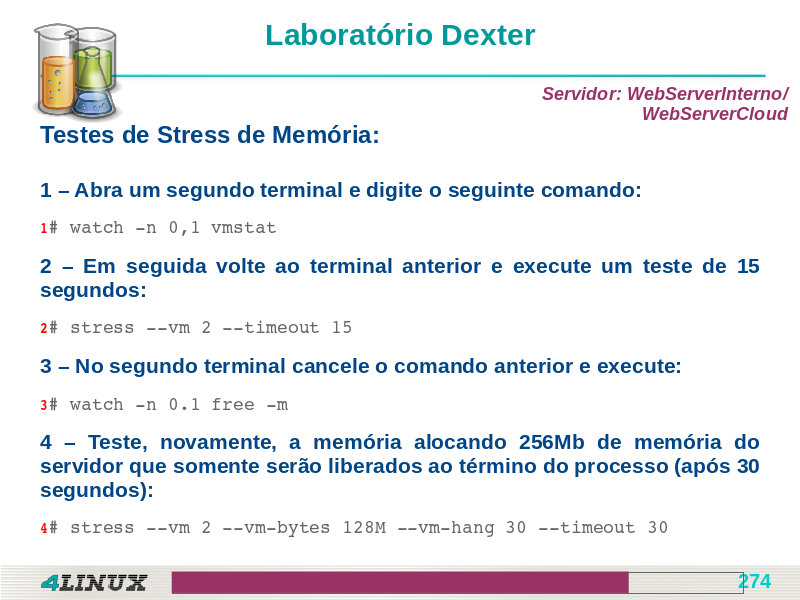 Laboratório Dexter
Servidor: WebServerInterno/
WebServerCloud
Testes de Stress de Memória:
1 – Abra um segundo terminal e digite o seguinte comando:
1# watch -n 0,1 vmstat
2 – Em seguida volte ao terminal anterior e execute um teste de 15
segundos:
2# stress --vm 2 --timeout 15
3 – No segundo terminal cancele o comando anterior e execute:
3# watch -n 0.1 free -m
4 – Teste, novamente, a memória alocando 256Mb de memória do
servidor que somente serão liberados ao término do processo (após 30
segundos):
4# stress --vm 2 --vm-bytes 128M --vm-hang 30 --timeout 30
4LINUX
274